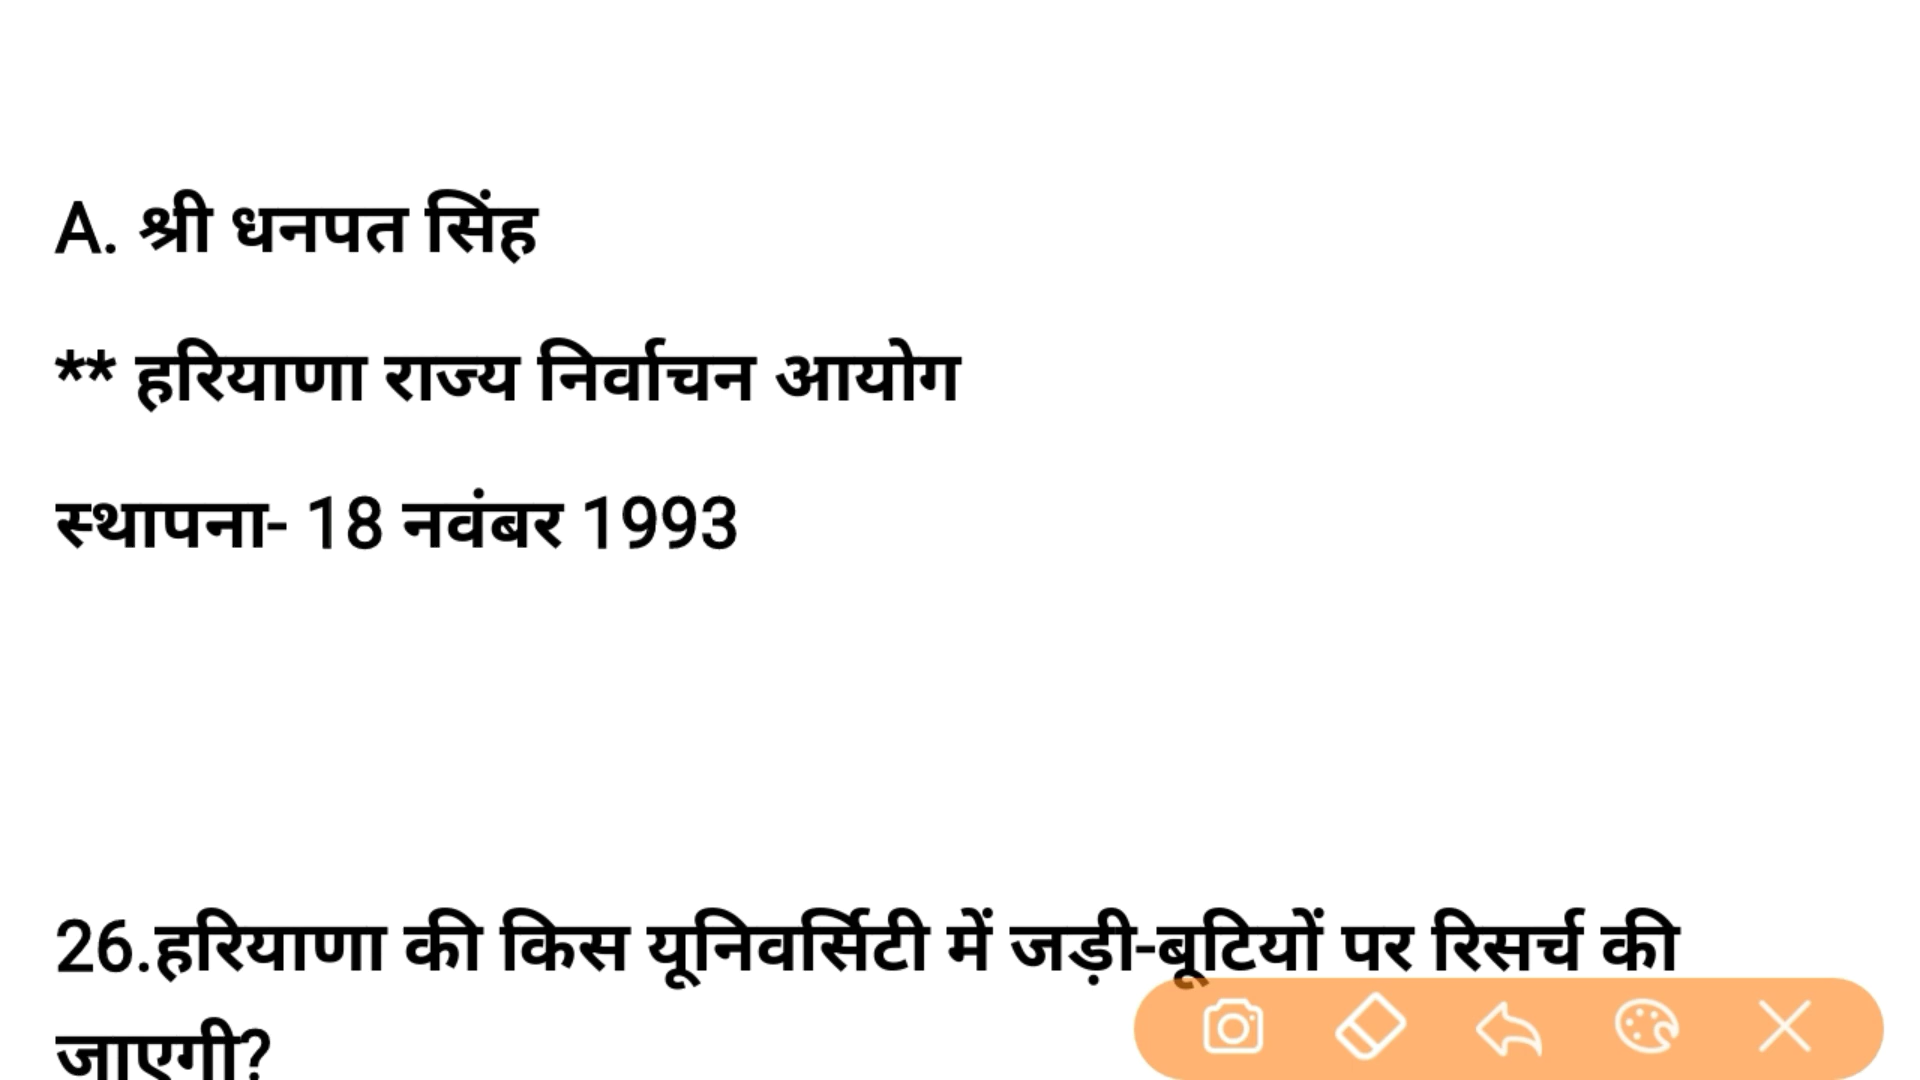 A. श्री धनपत सिंह
** हरियाणा राज्य निर्वाचन आयोग
स्थापना- 18 नवंबर 1993
26.हरियाणा की किस यूनिवर्सिटी में जड़ी-बूटियों पर रिसर्च की
जाएगी?